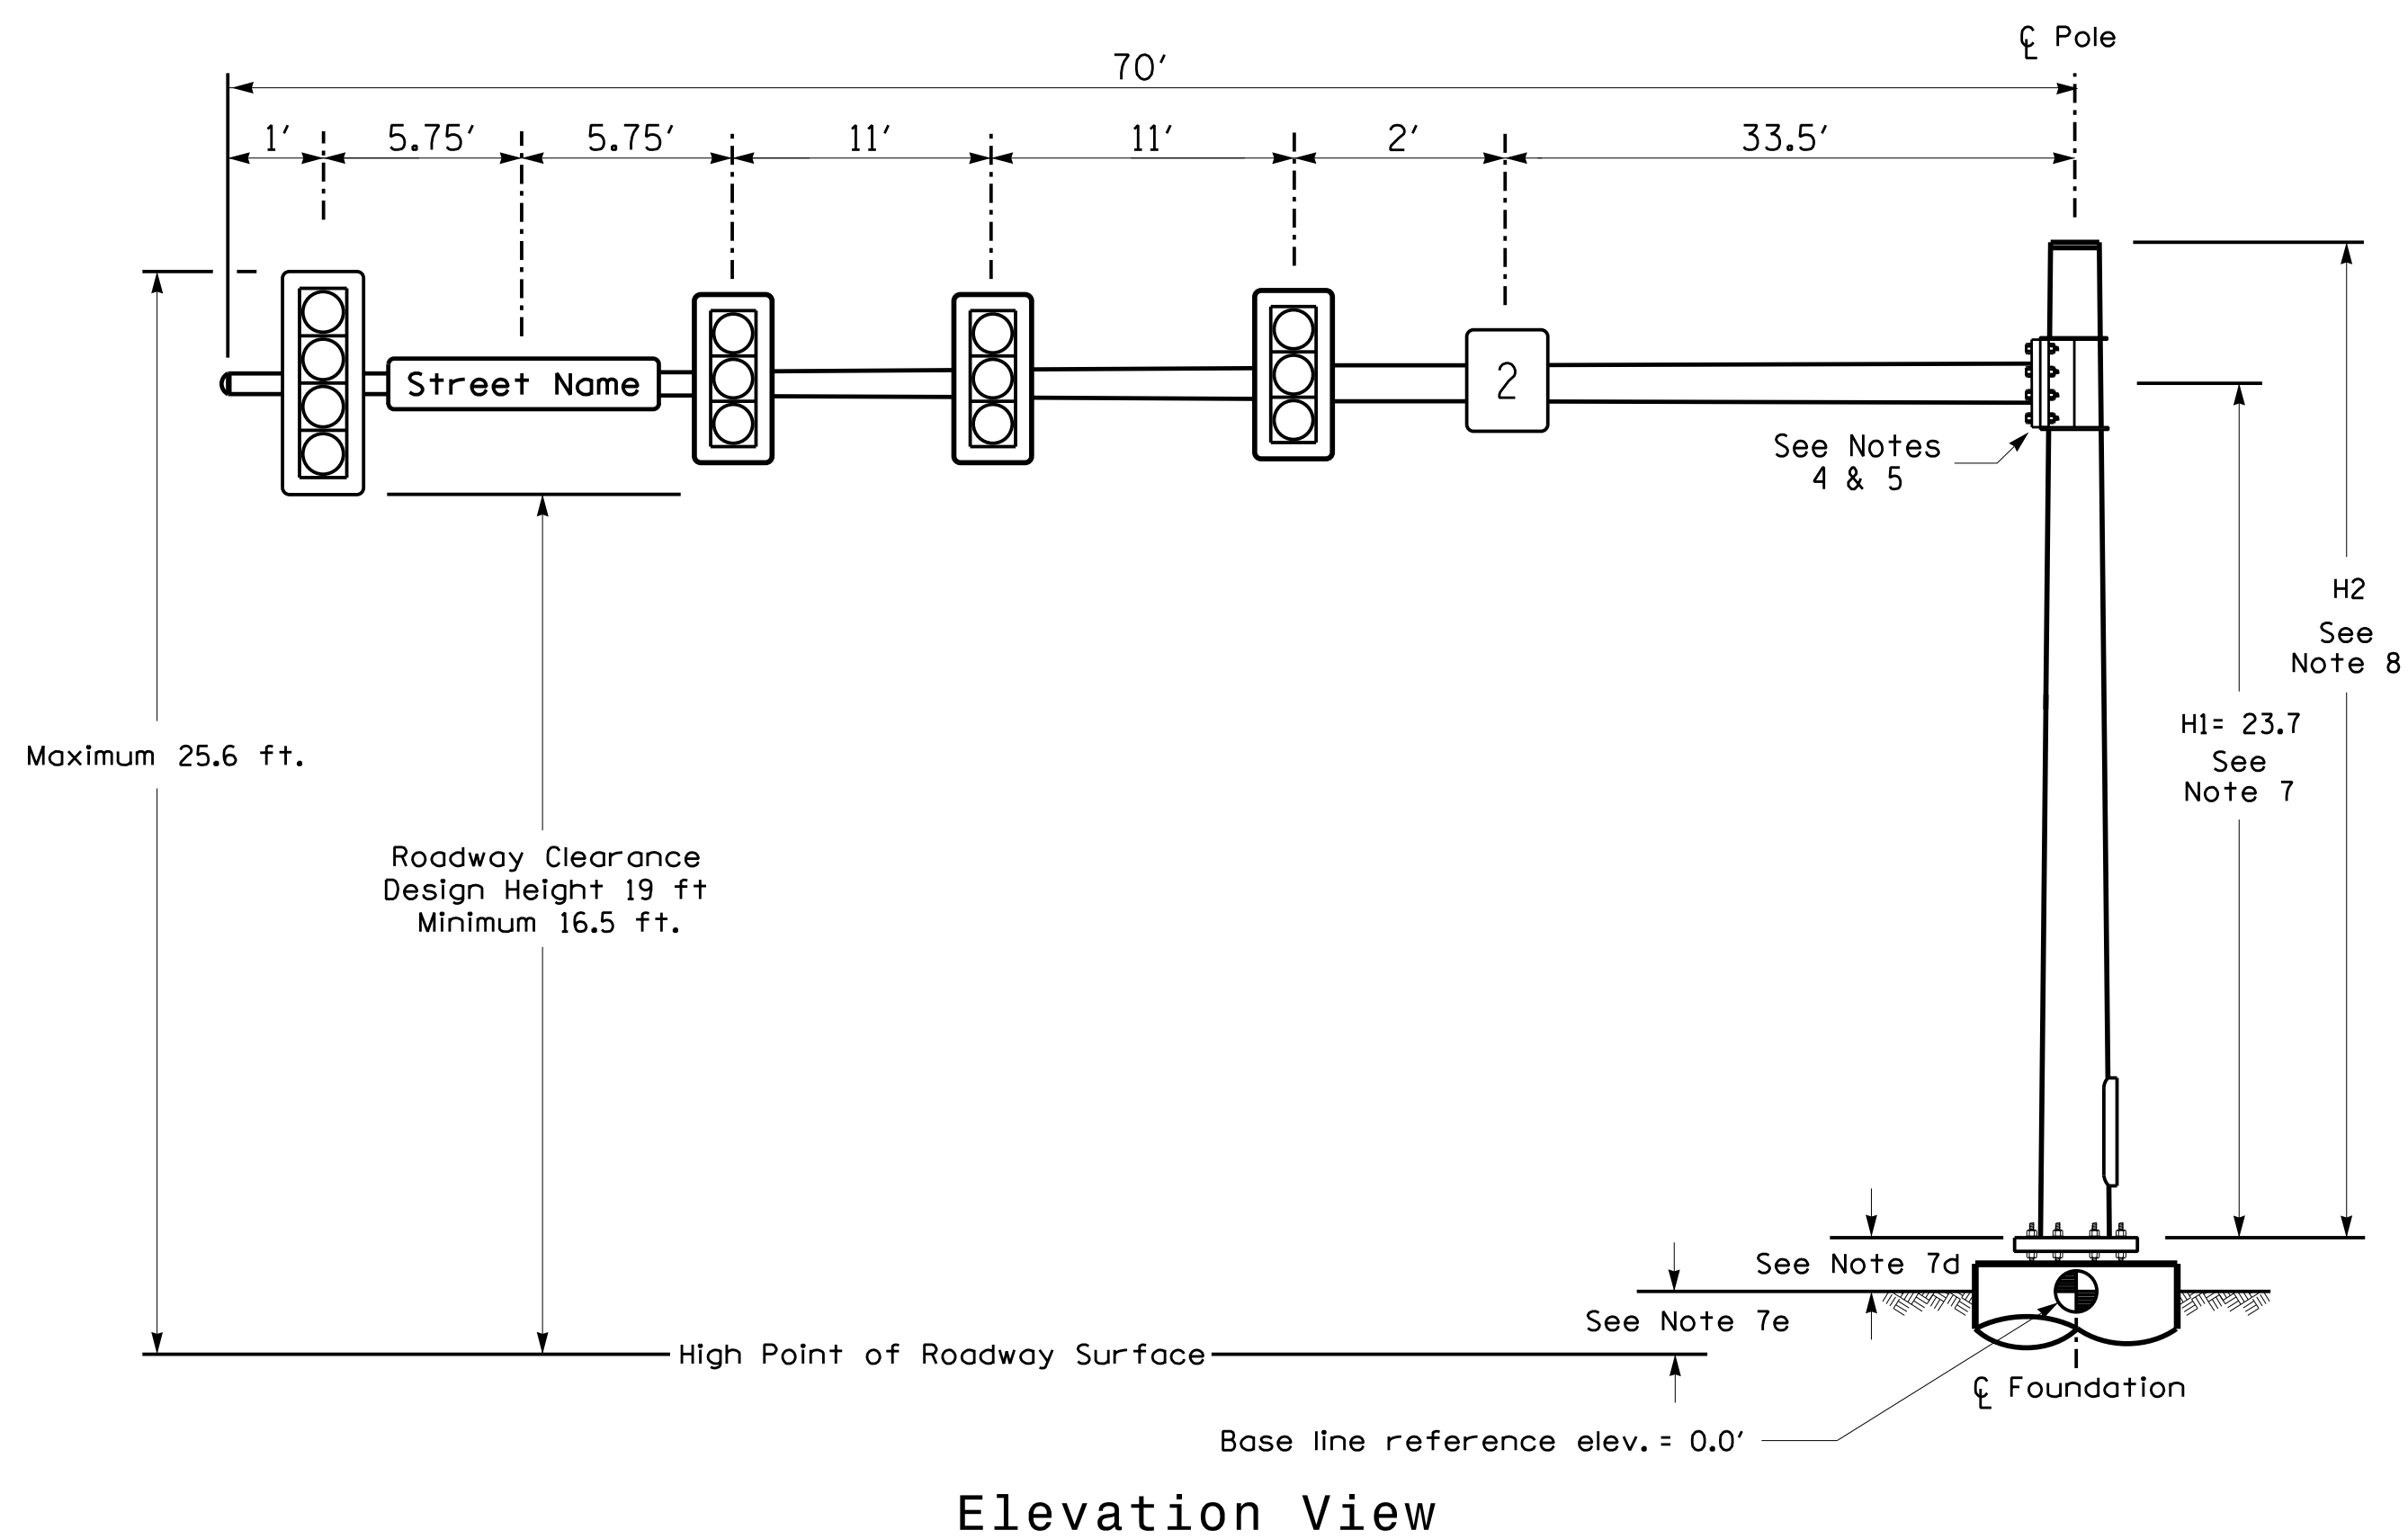 ℄ Pole
70'
1'
5.75'
5.75'
11'
11'
2'
33.5'
Street Name
2
See Notes
4 & 5
H2
See
Note 8
H1= 23.7
See
Note 7
Maximum 25.6 ft.
Roadway Clearance
Design Height 19 ft
Minimum 16.5 ft.
See Note 7d
See Note 7e
High Point of Roadway Surface
℄ Foundation
Base line reference elev. = 0.0'
Elevation View